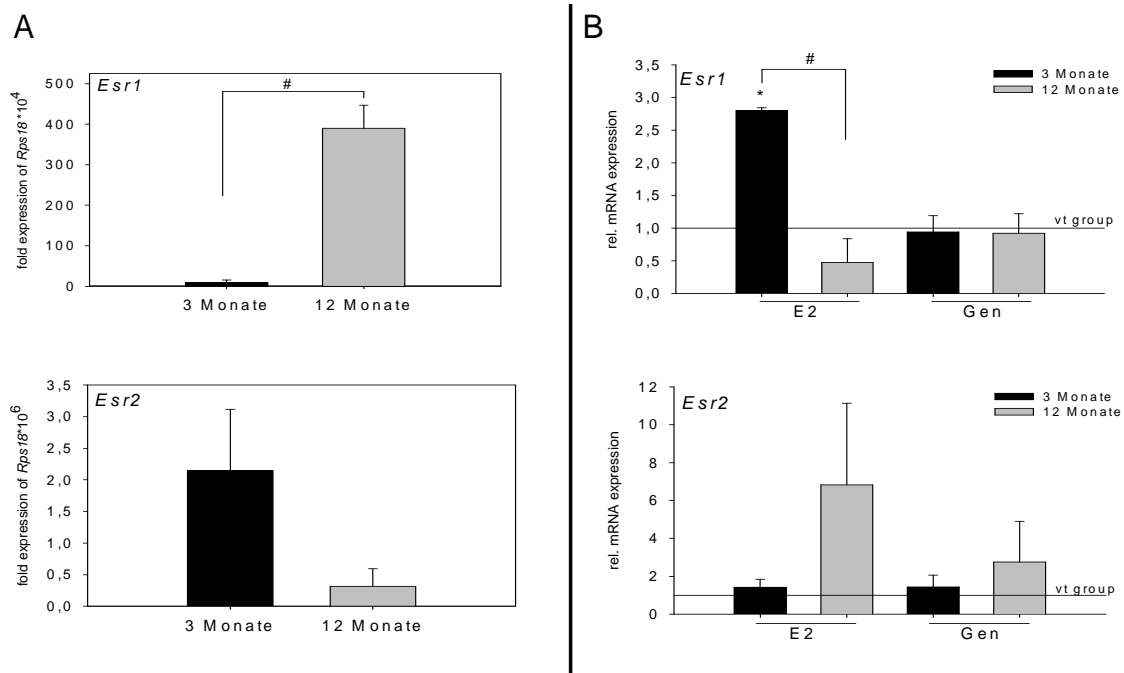 A
Esr1
#
fold expression of Rps18*10^4
500
400
300
200
100
0
3 Monate
12 Monate
Esr2
fold expression of Rps18*10^6
3,5
3,0
2,5
2,0
1,5
1,0
0,5
0,0
3 Monate
12 Monate
B
Esr1
#
*
3 Monate
12 Monate
rel. mRNA expression
3,5
3,0
2,5
2,0
1,5
1,0
0,5
0,0
vt group
E2
Gen
Esr2
3 Monate
12 Monate
rel. mRNA expression
12
10
8
6
4
2
0
vt group
E2
Gen